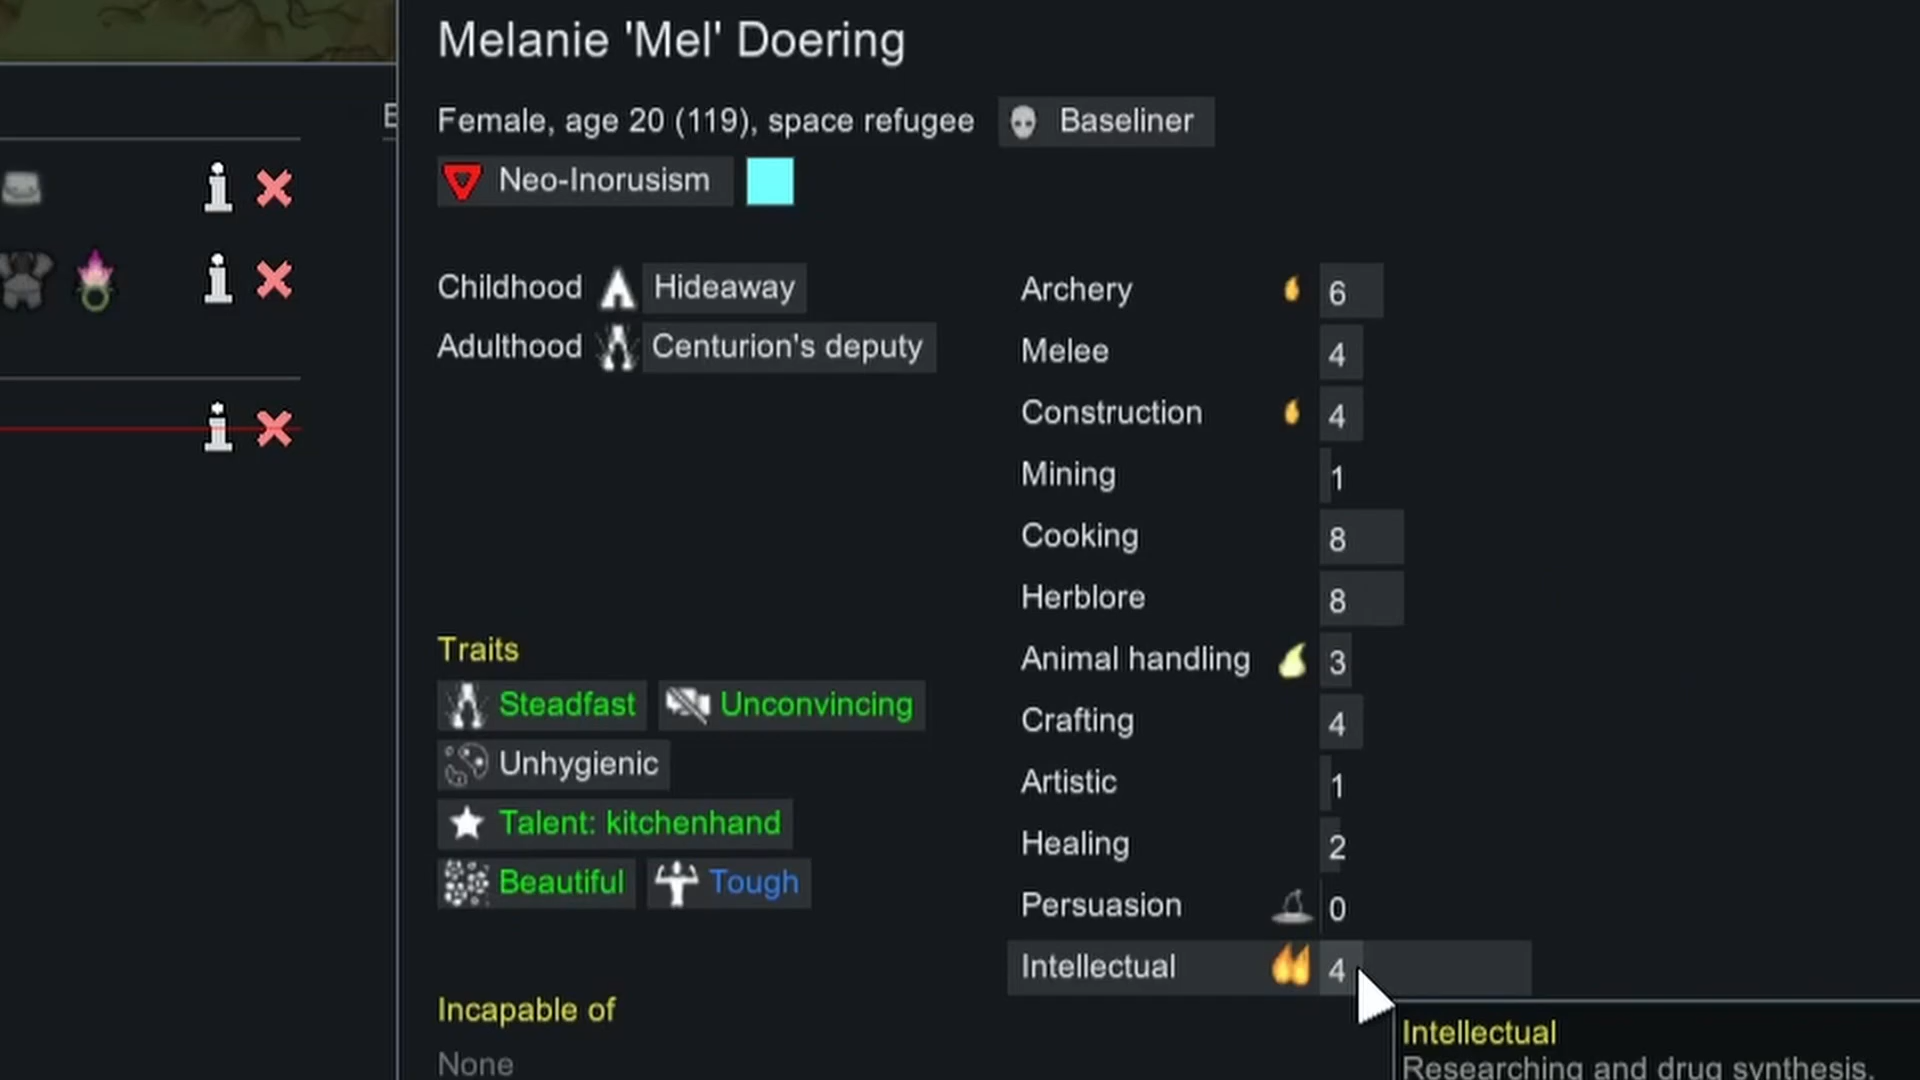 Melanie 'Mel' Doering
Female, age 20 (119), space refugee Baseliner
Neo-Inorusism
Childhood Hideaway
Adulthood Centurion's deputy
Traits
Steadfast Unconvincing
Unhygienic
Talent: kitchenhand
Beautiful Tough
Incapable of
None
Archery 6
Melee 4
Construction 4
Mining 1
Cooking 8
Herblore 8
Animal handling 3
Crafting 4
Artistic 1
Healing 2
Persuasion 0
Intellectual 4
Intellectual
Researching and drug synthesis.